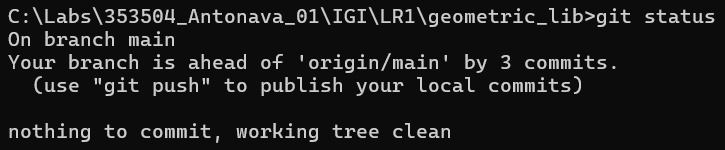 C:\Labs\353504_Antonava_01\IGI\LR1\geometric_lib>git status
On branch main
Your branch is ahead of 'origin/main' by 3 commits.
  (use "git push" to publish your local commits)

nothing to commit, working tree clean